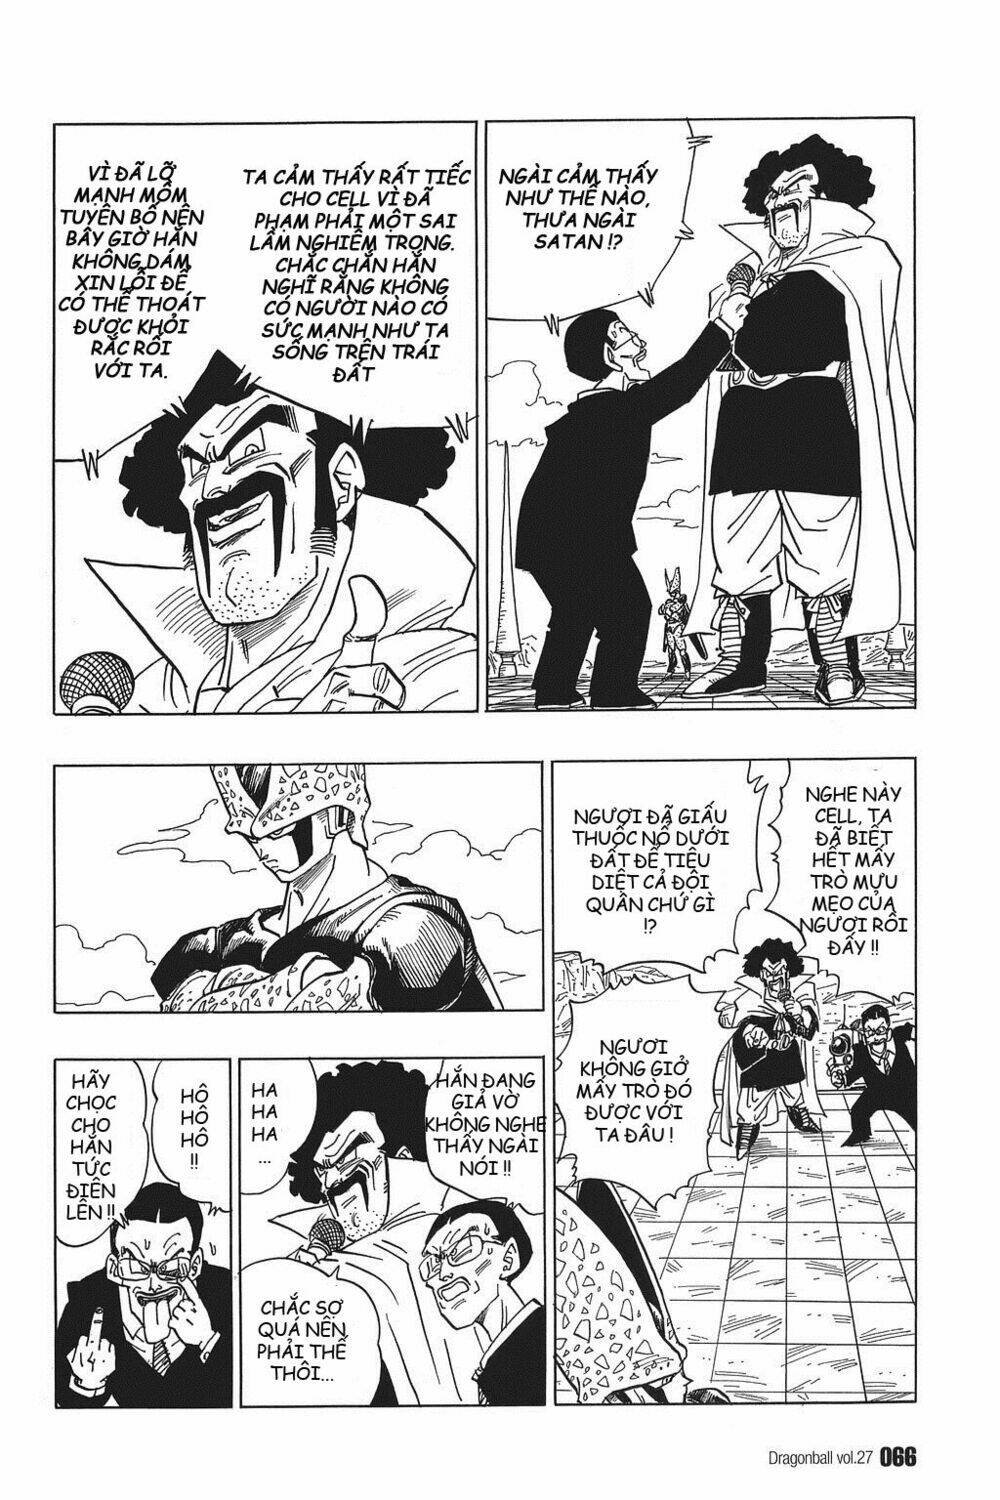 NGÀI CẢM THẤY
NHƯ THẾ NÀO,
THƯA NGÀI
SATAN !?
TA CẢM THẤY RẤT TIẾC
CHO CELL VÌ ĐÃ
PHẠM PHẢI MỘT SAI
LẦM NGHIÊM TRỌNG.
CHẮC CHẮN HẮN
NGHĨ RẰNG KHÔNG
CÓ NGƯỜI NÀO CÓ
SỨC MẠNH NHƯ TA
SỐNG TRÊN TRÁI
ĐẤT
VÌ ĐÃ LỠ
MẠNH MỒM
TUYÊN BỐ NÊN
BÂY GIỜ HẮN
KHÔNG DÁM
XIN LỖI ĐỂ
CÓ THỂ THOÁT
ĐƯỢC KHỎI
RẮC RỐI
VỚI TA.
NGHE NÀY
CELL, TA
ĐÃ BIẾT
HẾT MẤY
TRÒ MƯU
MẸO CỦA
NGƯƠI RỒI
ĐẤY !!
NGƯƠI ĐÃ GIẤU
THUỐC NỔ DƯỚI
ĐẤT ĐỂ TIÊU
DIỆT CẢ ĐỘI
QUÂN CHỨ GÌ
!?
NGƯƠI
KHÔNG GIỞ
MẤY TRÒ ĐÓ
ĐƯỢC VỚI
TA ĐÂU !
HẮN ĐANG
GIẢ VỜ
KHÔNG NGHE
THẤY NGÀI
NÓI !!
HA
HA
HA
...
CHẮC SỢ
QUÁ NÊN
PHẢI THẾ
THÔI...
HÔ
HÔ
HÔ
!!
HÃY
CHỌC
CHO
HẮN
TỨC
ĐIÊN
LÊN !!
Dragonball vol.27 066